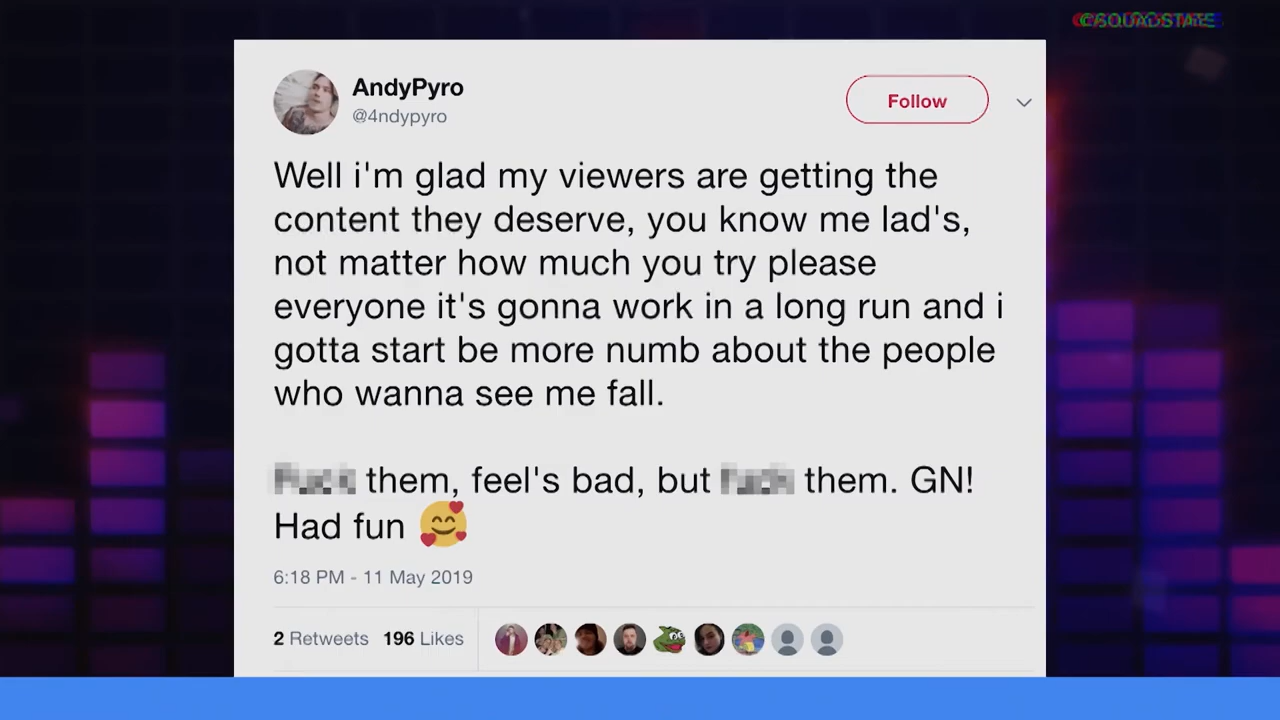 @SQUADSTATE
AndyPyro
@4ndypyro
Follow
Well i'm glad my viewers are getting the
content they deserve, you know me lad's,
not matter how much you try please
everyone it's gonna work in a long run and i
gotta start be more numb about the people
who wanna see me fall.
them, feel's bad, but them. GN!
Had fun 🥰
6:18 PM - 11 May 2019
2 Retweets 196 Likes